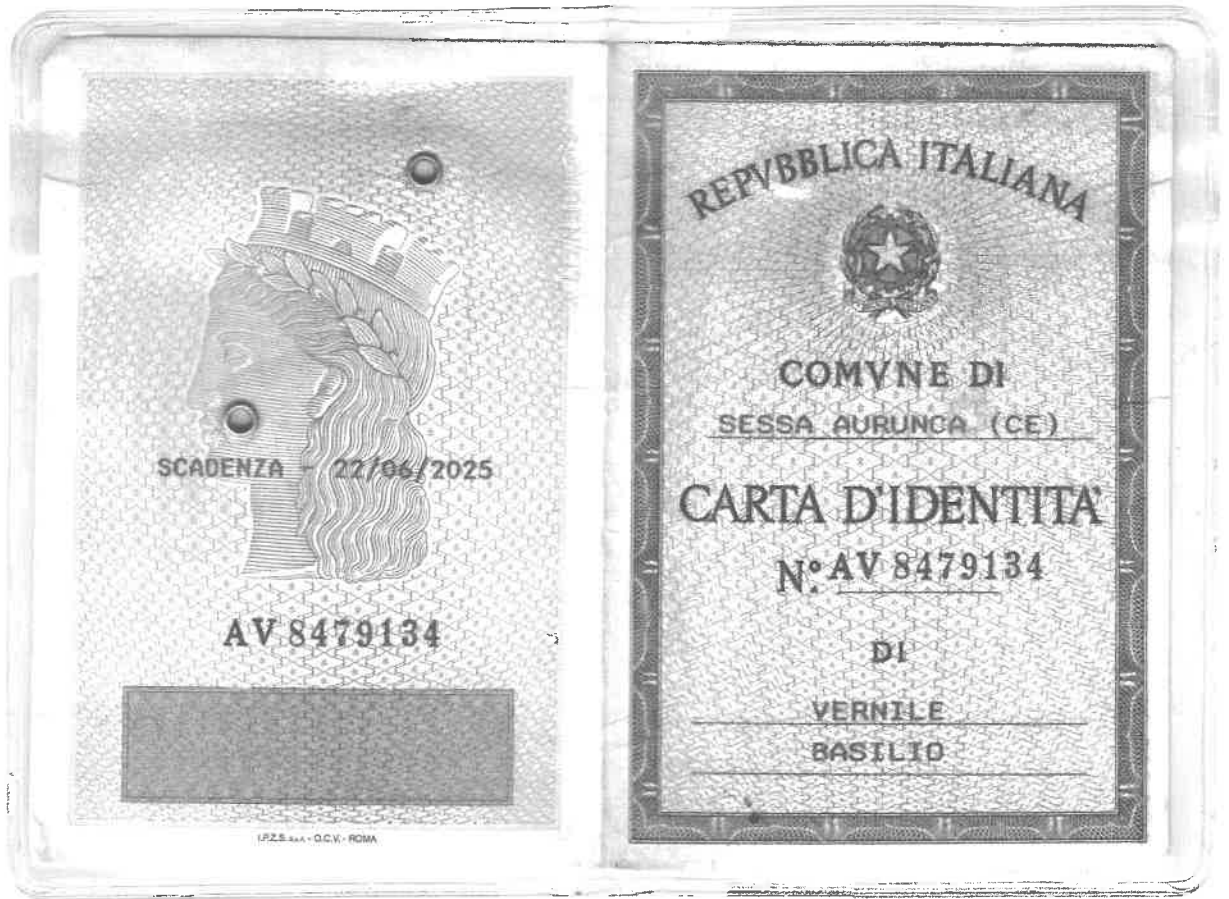 SCADENZA - 22/06/2025
AV 8479134
I.P.Z.S. s.p.A. - O.C.V. - ROMA
REPVBBLICA ITALIANA
COMVNE DI
SESSA AURUNCA (CE)
CARTA D'IDENTITA'
N° AV 8479134
DI
VERNILE
BASILIO